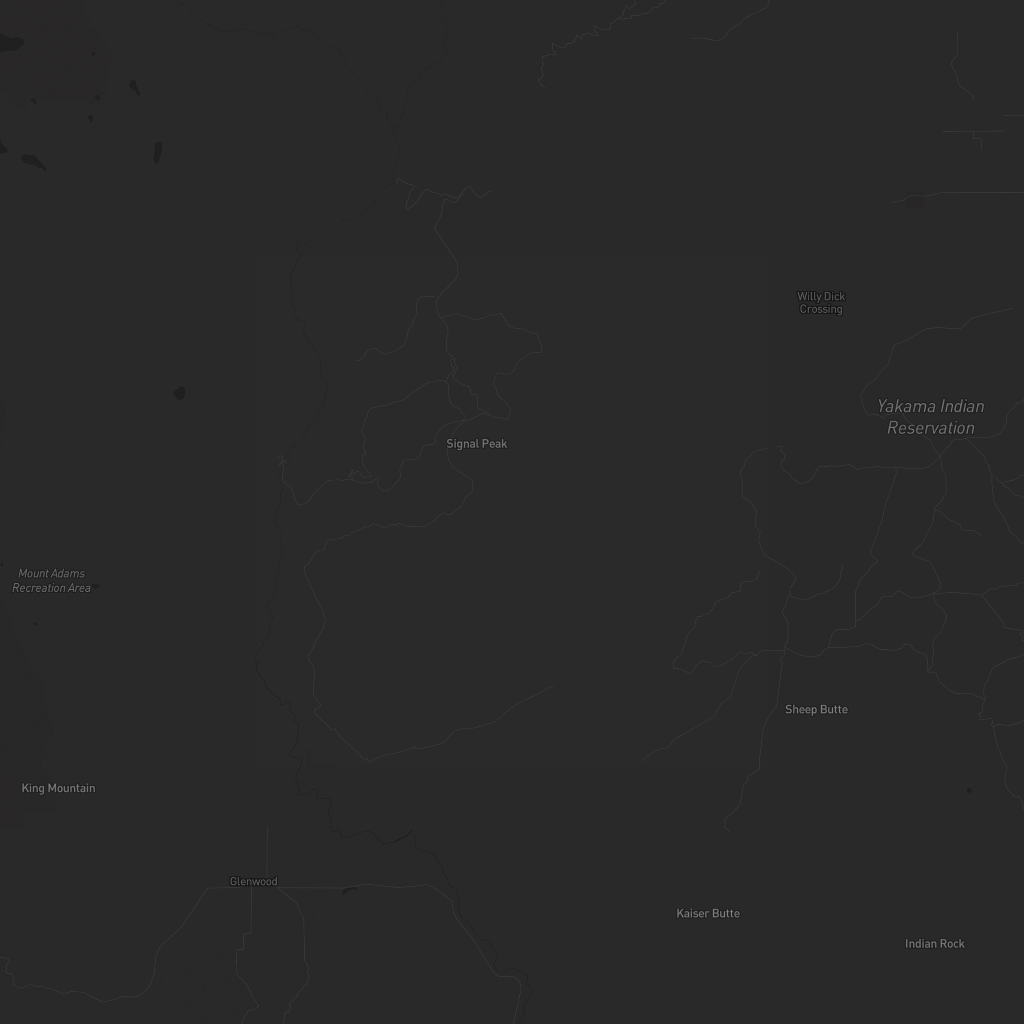 Willy Dick
Crossing
Yakama Indian
Reservation
Signal Peak
Mount Adams
Recreation Area
Sheep Butte
King Mountain
Glenwood
Kaiser Butte
Indian Rock